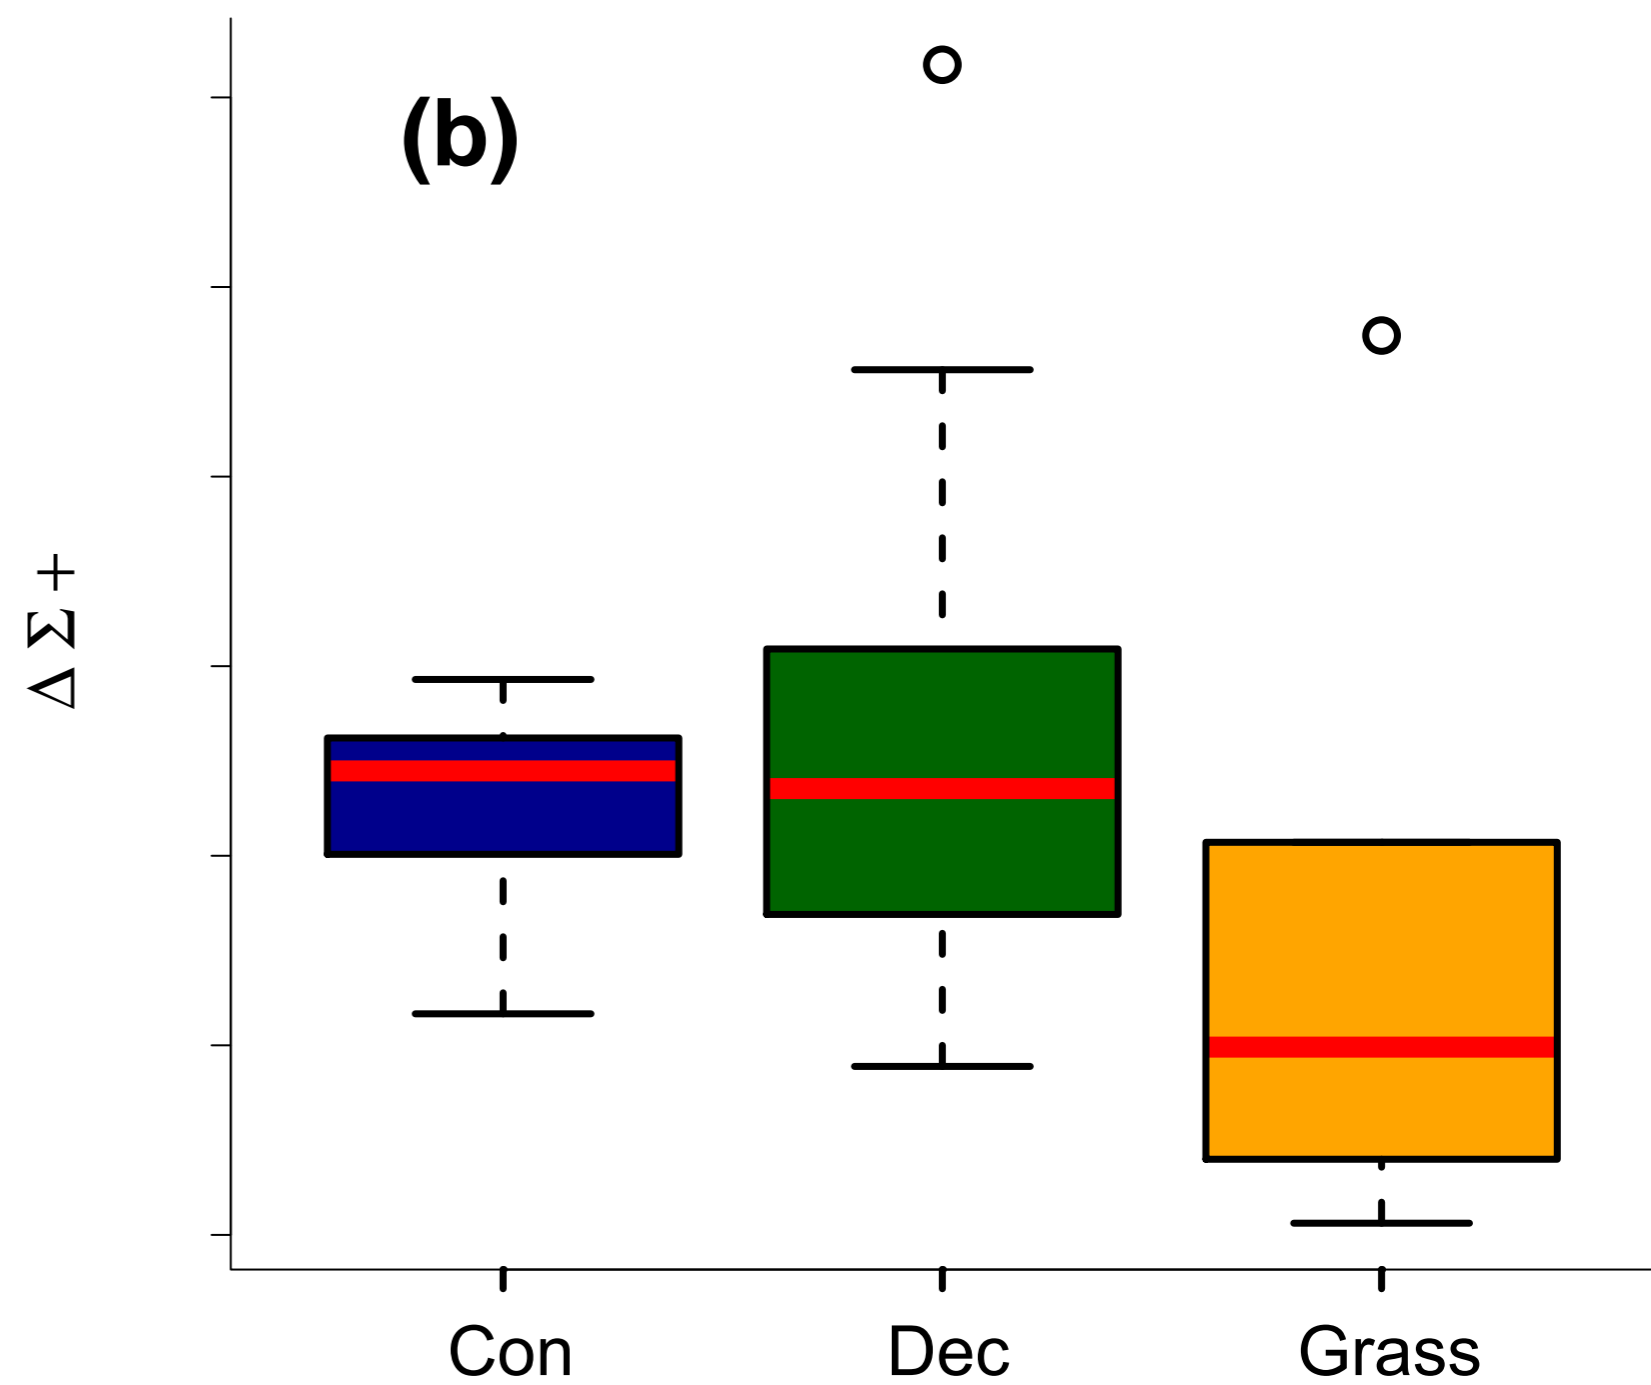 (b)
Δ Σ +
Con
Dec
Grass